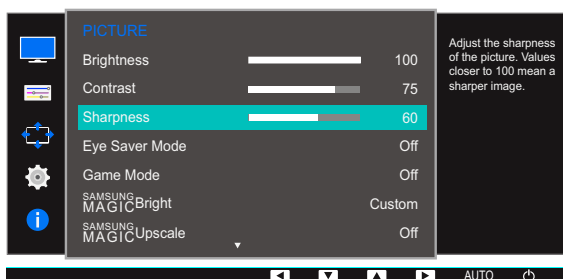 PICTURE
Brightness 100
Contrast 75
Sharpness 60
Eye Saver Mode Off
Game Mode Off
SAMSUNG
MAGICBright Custom
SAMSUNG
MAGICUpscale Off
Adjust the sharpness
of the picture. Values
closer to 100 mean a
sharper image.
AUTO